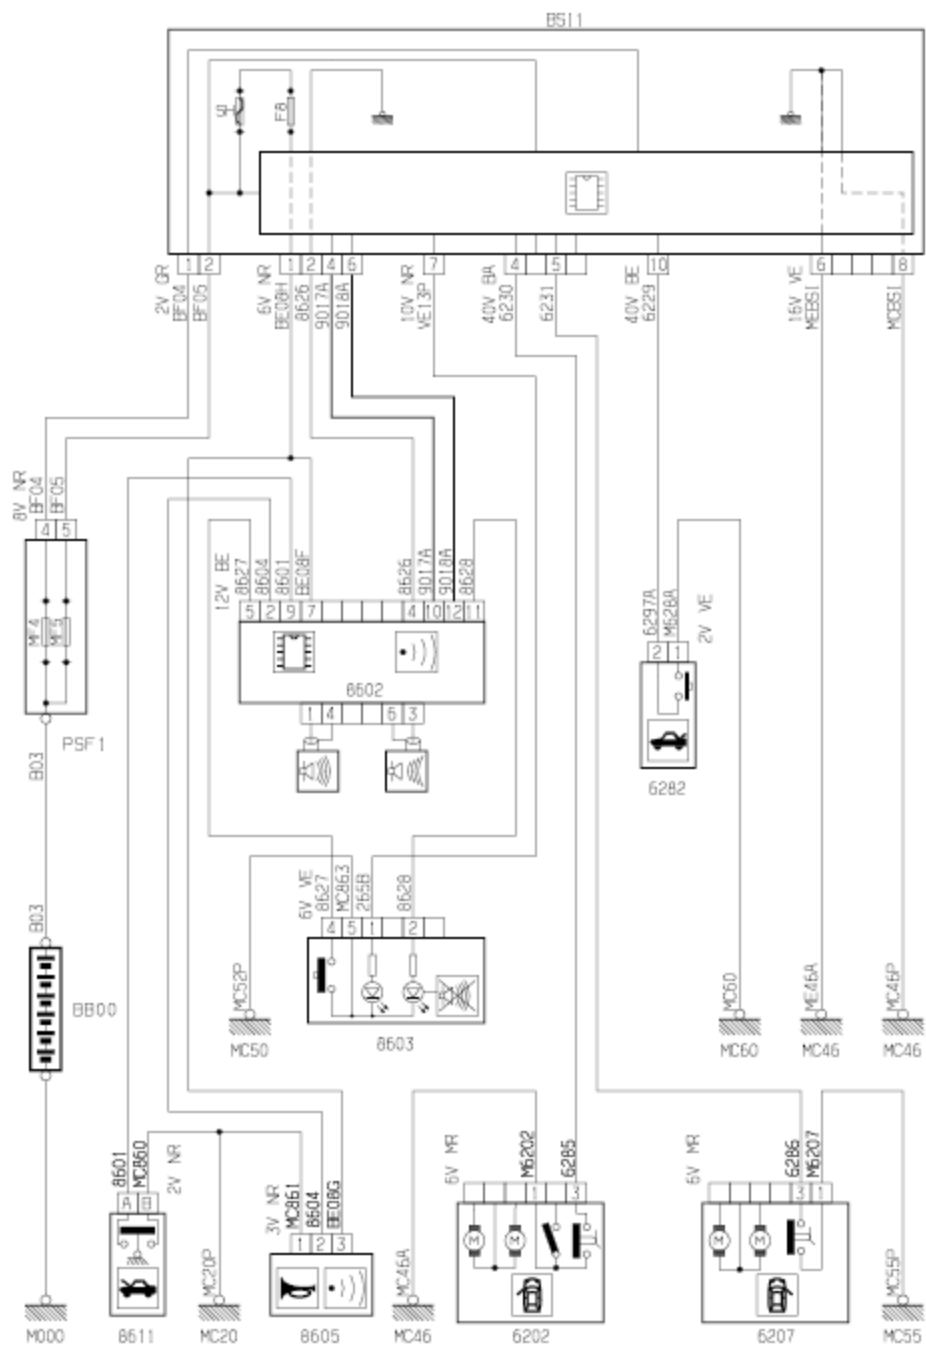 BSI1
F8
1 2 1 2 4 6 7 4 5 10 6 8
2V GR
BF04
BF05
6V NR
BE08H
8626
9017A
9018A
10V NR
VE13P
40V BA
6230
6231
40V BE
6229
16V VE
MEBSI
MCBSI
8V NR
BF04
BF05
4 5
MF4
MF5
PSF1
B03
B03
BB00
M000
12V BE
8627
8604
8601
BE08F
8626
9017A
9018A
8628
5 2 9 7 4 10 12 11
8602
1 4 6 3
6297A
M628A
2V VE
2 1
6282
6V VE
8627
MC863
265B
8628
4 5 1 2
8603
MC52P
MC50
MC60
MC60
ME46A
MC46
MC46P
MC46
8601
MC860
2V NR
A B
8611
MC20P
MC20
3V NR
MC861
8604
BE08G
1 2 3
8605
MC46A
MC46
6V MR
M6202
6285
1 3
M M
6202
6V MR
6286
M6207
3 1
M M
6207
MC55P
MC55